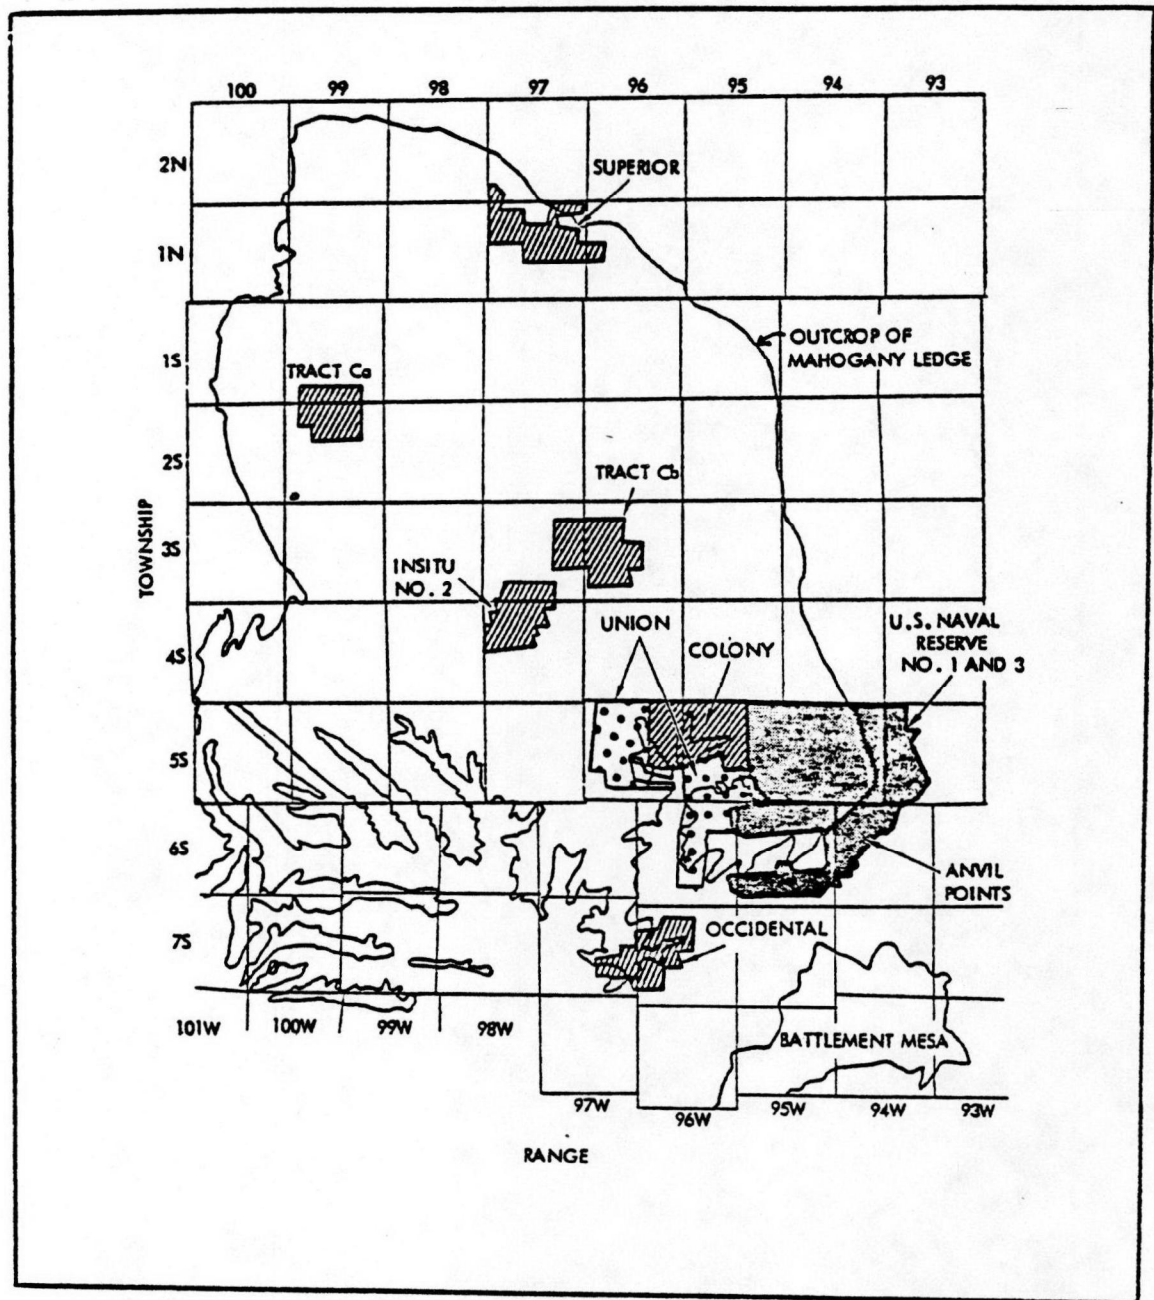 100 99 98 97 96 95 94 93
2N
SUPERIOR
1N
OUTCROP OF
MAHOGANY LEDGE
1S
TRACT Ca
2S
TRACT Cb
TOWNSHIP
3S
INSITU
NO. 2
UNION
U.S. NAVAL
RESERVE
NO. 1 AND 3
COLONY
4S
5S
6S
ANVIL
POINTS
OCCIDENTAL
7S
101W 100W 99W 98W
BATTLEMENT MESA
97W 96W 95W 94W 93W
RANGE